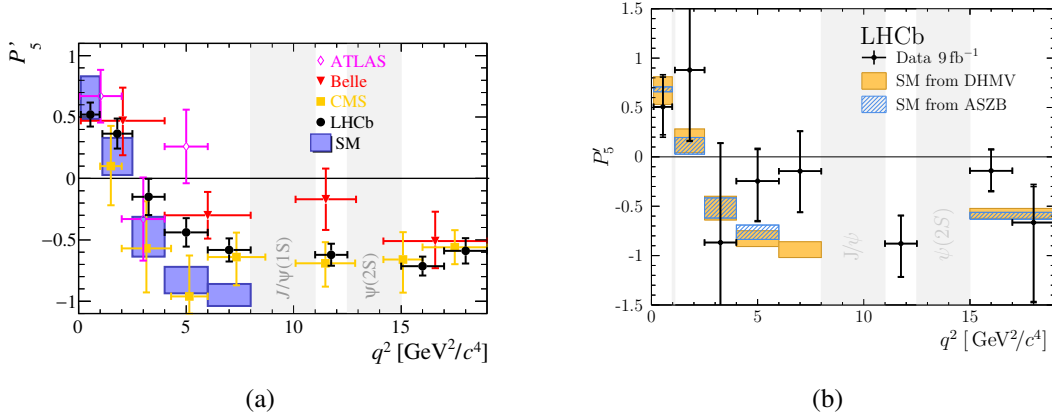 P'5
1
0.5
0
−0.5
−1
0
5
10
15
q² [GeV²/c⁴]
ATLAS
Belle
CMS
LHCb
SM
J/ψ(1S)
ψ(2S)
(a)
P′5
1.5
1
0.5
0
-0.5
-1.0
-1.5
0
5
10
15
q² [GeV²/c⁴]
LHCb
Data 9 fb⁻¹
SM from DHMV
SM from ASZB
J/ψ
ψ(2S)
(b)